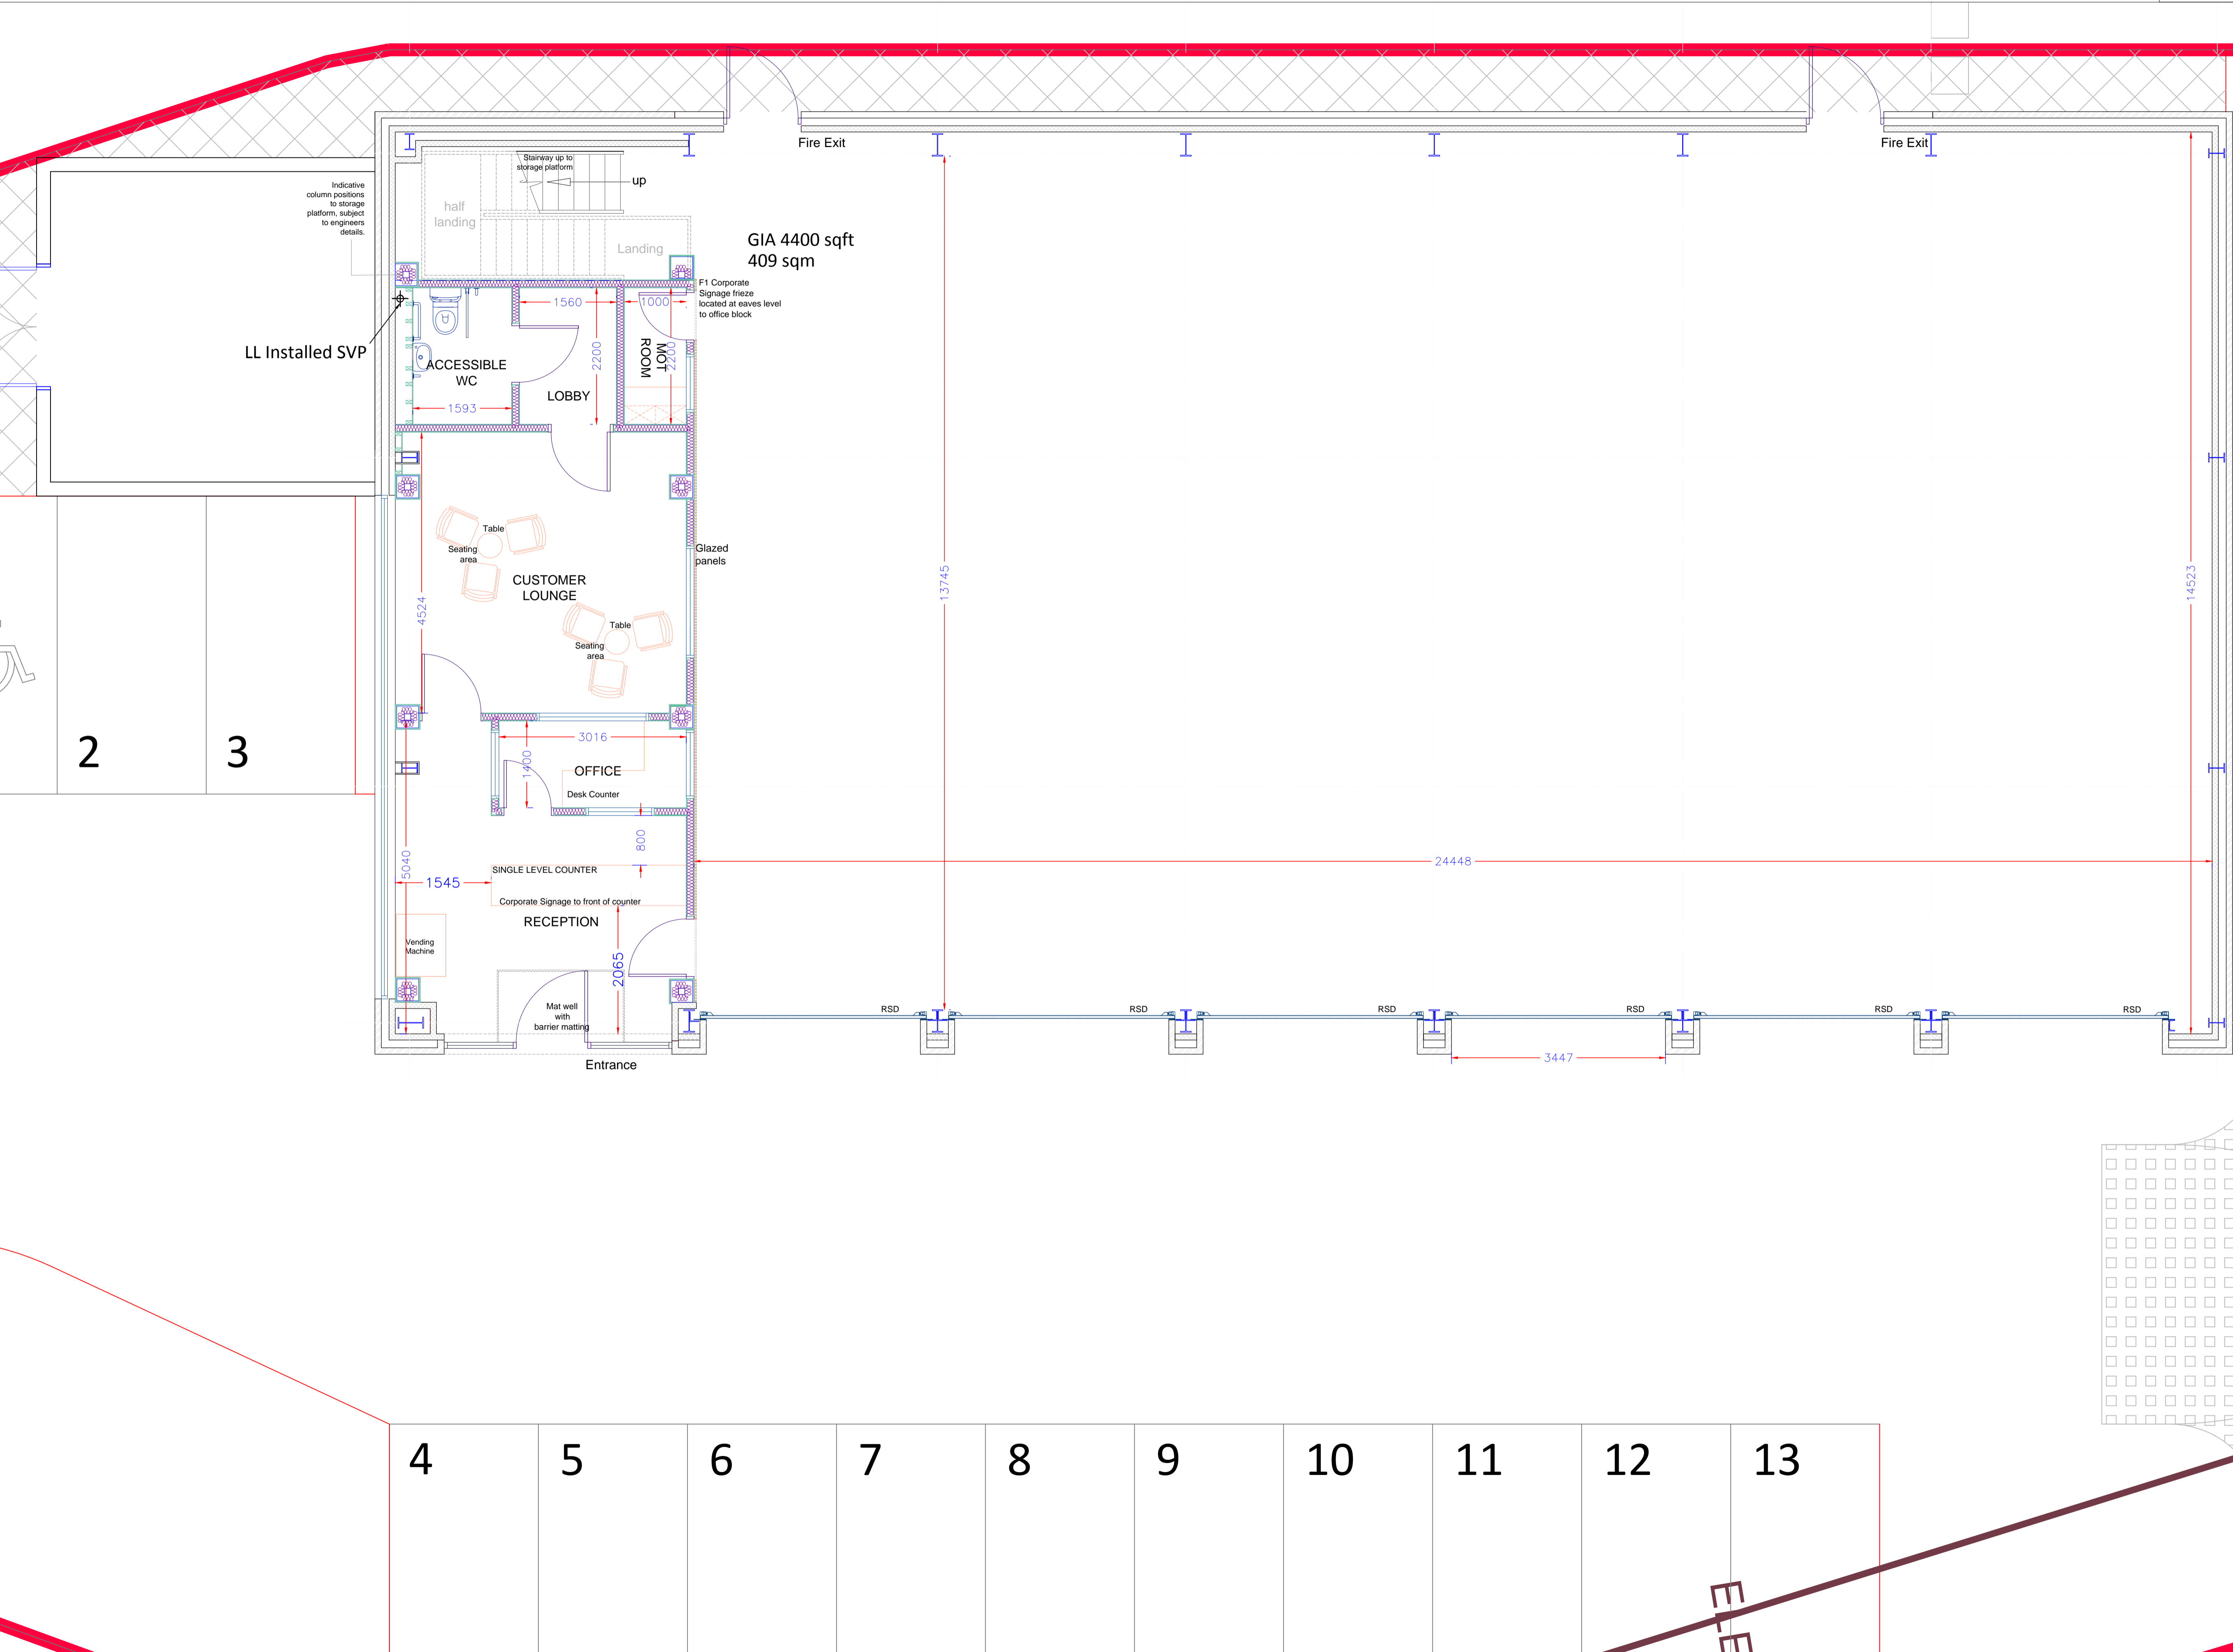 Fire Exit
Fire Exit
Stairway up to
storage platform
up
Indicative
column positions
to storage
platform, subject
to engineers
details.
half
landing
Landing
GIA 4400 sqft
409 sqm
F1 Corporate
Signage frieze
located at eaves level
to office block
1560
1000
LL Installed SVP
ACCESSIBLE
WC
2200
MOT
ROOM
2200
LOBBY
1593
Table
Seating
area
Glazed
panels
CUSTOMER
LOUNGE
4524
13745
14523
Table
Seating
area
2
3
3016
1400
OFFICE
Desk Counter
800
5040
24448
SINGLE LEVEL COUNTER
1545
Corporate Signage to front of counter
RECEPTION
Vending
Machine
2065
Mat well
with
barrier matting
RSD
RSD
RSD
RSD
RSD
RSD
Entrance
3447
4
5
6
7
8
9
10
11
12
13